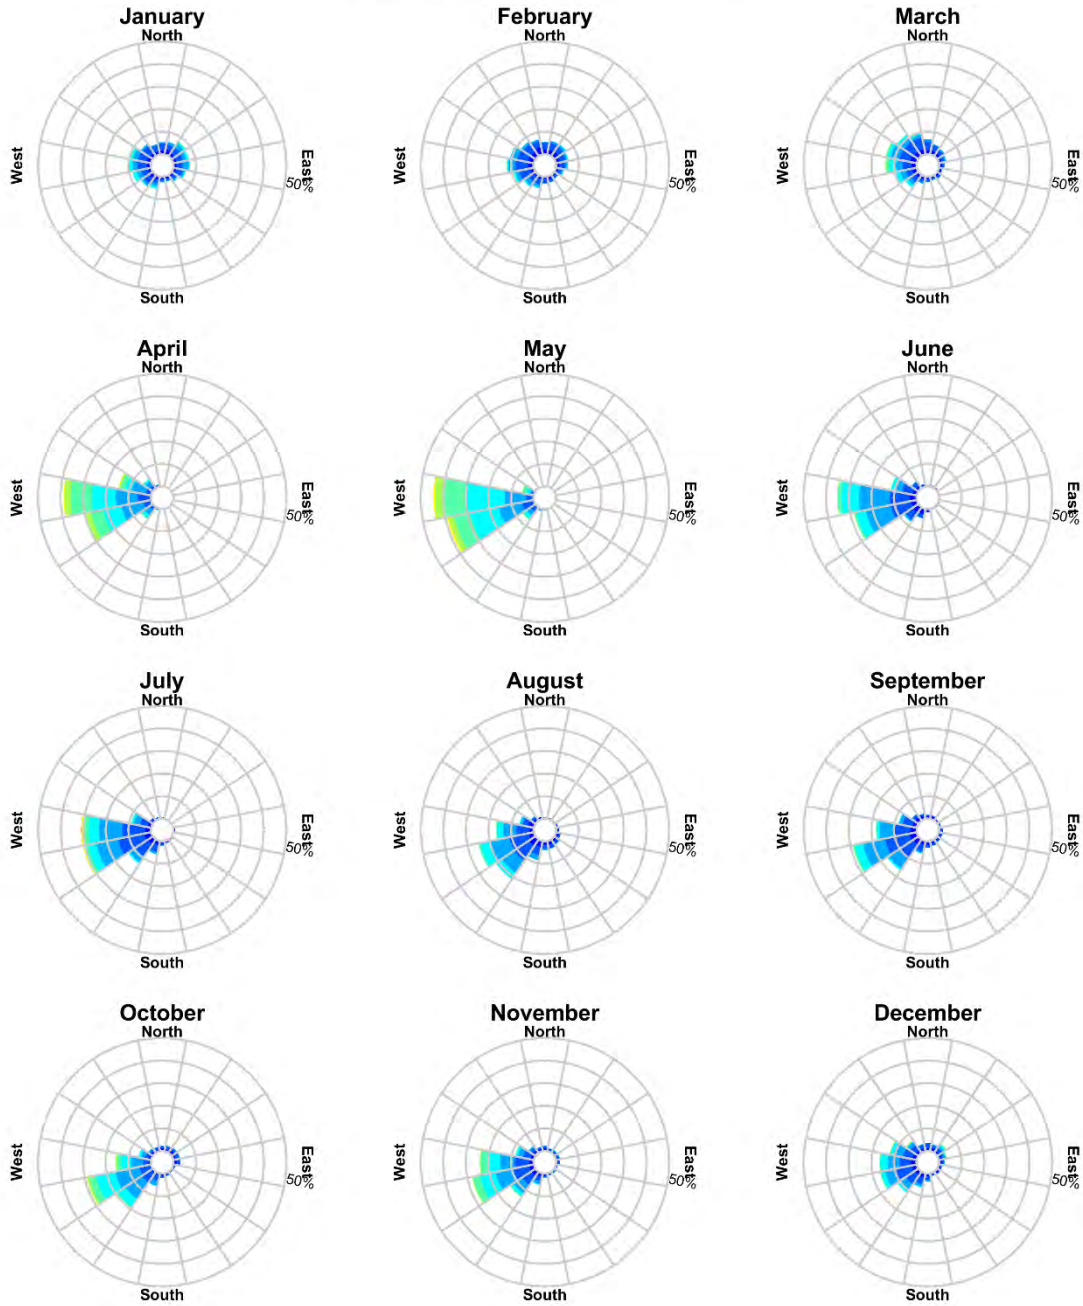 January
North
West
East
50%
South
February
North
West
East
50%
South
March
North
West
East
50%
South
April
North
West
East
50%
South
May
North
West
East
50%
South
June
North
West
East
50%
South
July
North
West
East
50%
South
August
North
West
East
50%
South
September
North
West
East
50%
South
October
North
West
East
50%
South
November
North
West
East
50%
South
December
North
West
East
50%
South